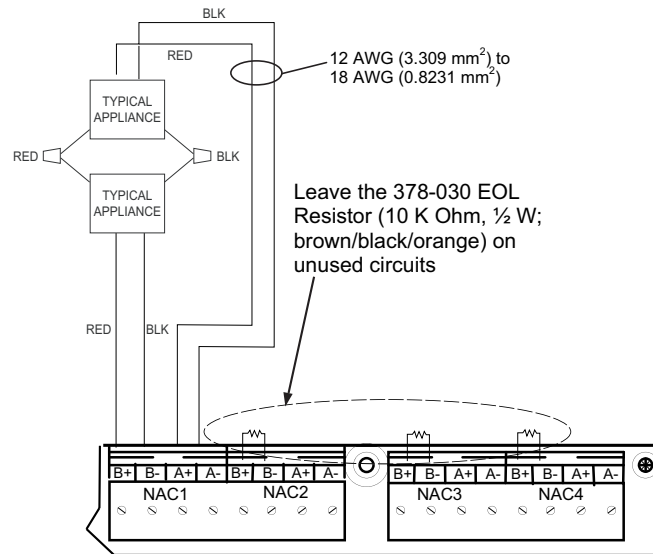 BLK
RED
12 AWG (3.309 mm²) to
18 AWG (0.8231 mm²)
TYPICAL
APPLIANCE
RED
BLK
TYPICAL
APPLIANCE
Leave the 378-030 EOL
Resistor (10 K Ohm, ½ W;
brown/black/orange) on
unused circuits
RED
BLK
B+ B- A+ A- B+ B- A+ A- B+ B- A+ A- B+ B- A+ A-
NAC1 NAC2 NAC3 NAC4